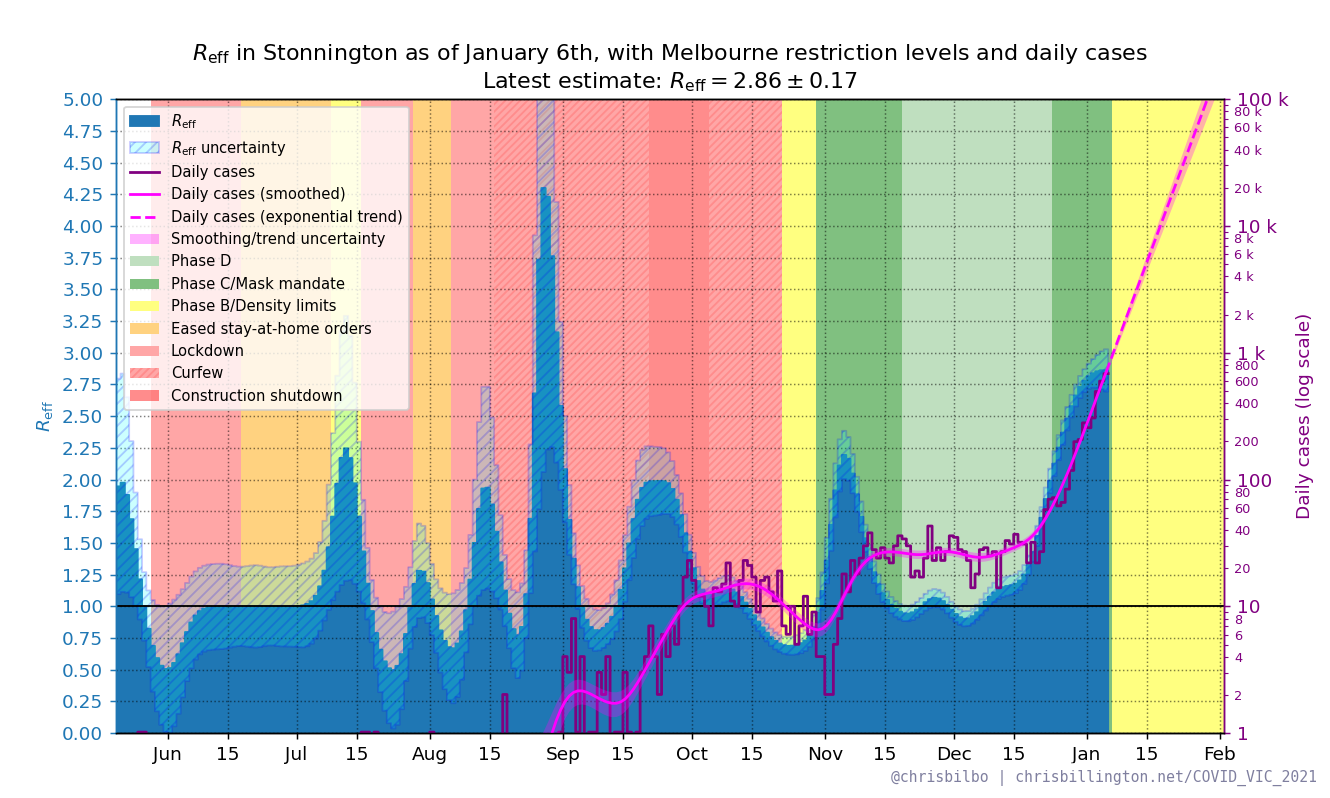 R_eff in Stonnington as of January 6th, with Melbourne restriction levels and daily cases
Latest estimate: R_eff = 2.86 ± 0.17
R_eff
R_eff uncertainty
Daily cases
Daily cases (smoothed)
Daily cases (exponential trend)
Smoothing/trend uncertainty
Phase D
Phase C/Mask mandate
Phase B/Density limits
Eased stay-at-home orders
Lockdown
Curfew
Construction shutdown
R_eff
5.00
4.75
4.50
4.25
4.00
3.75
3.50
3.25
3.00
2.75
2.50
2.25
2.00
1.75
1.50
1.25
1.00
0.75
0.50
0.25
0.00
Jun 15 Jul 15 Aug 15 Sep 15 Oct 15 Nov 15 Dec 15 Jan 15 Feb
100 k
80 k
60 k
40 k
20 k
10 k
8 k
6 k
4 k
2 k
1 k
800
600
400
200
100
80
60
40
20
10
8
6
4
2
1
Daily cases (log scale)
@chrisbilbo | chrisbillington.net/COVID_VIC_2021